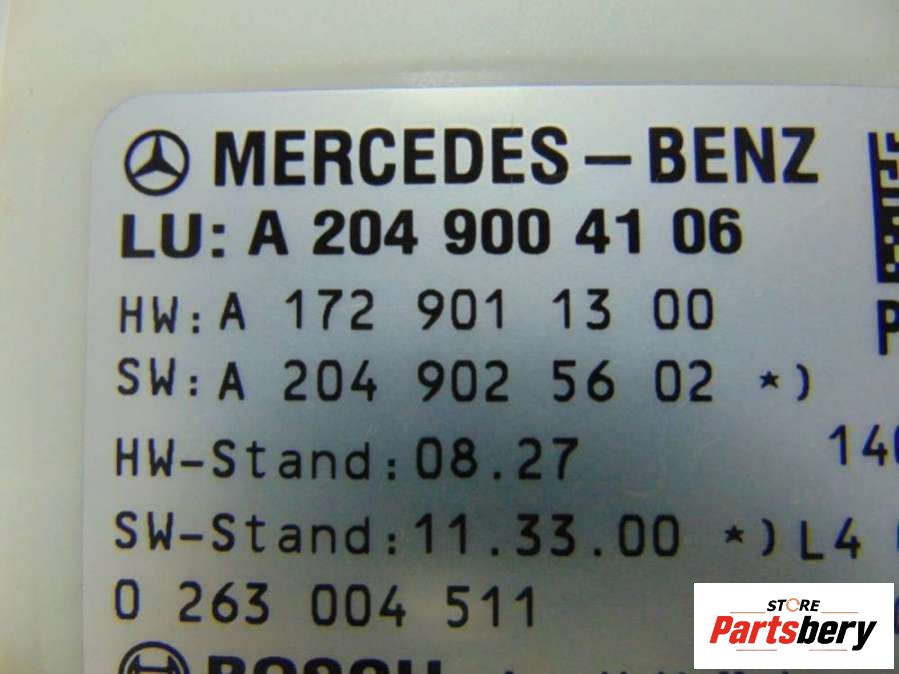 MERCEDES-BENZ
LU: A 204 900 41 06
HW: A 172 901 13 00
SW: A 204 902 56 02 *)
HW-Stand: 08.27
SW-Stand: 11.33.00 *) L4
0 263 004 511
BOSCH
STORE
Partsbery